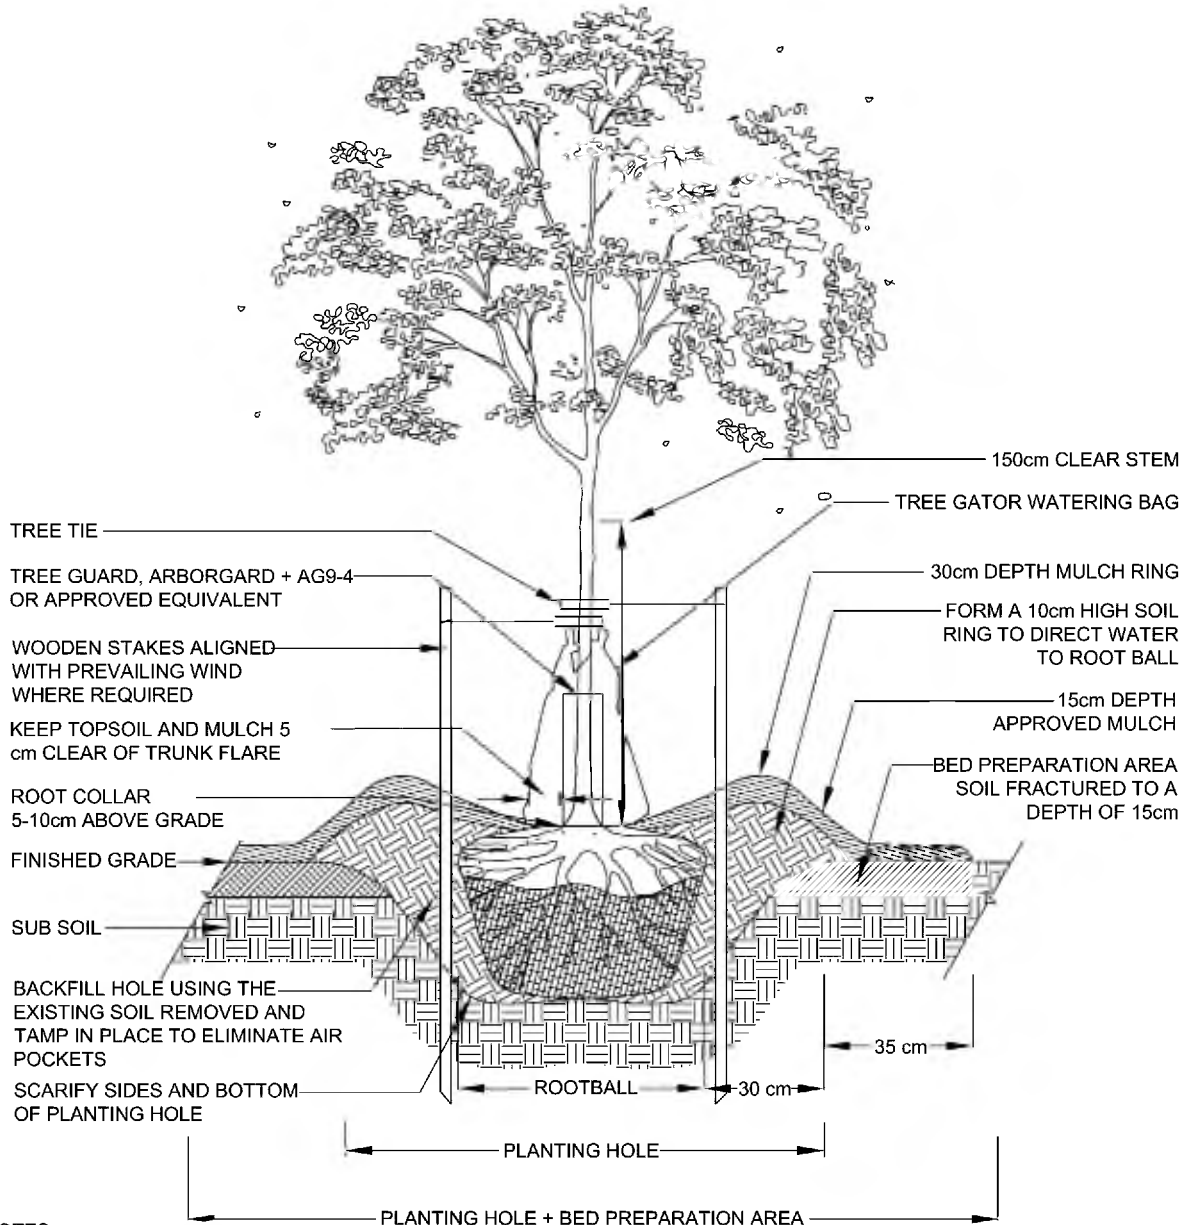 150cm CLEAR STEM
TREE GATOR WATERING BAG
TREE TIE
TREE GUARD, ARBORGARD + AG9-4
OR APPROVED EQUIVALENT
30cm DEPTH MULCH RING
FORM A 10cm HIGH SOIL
RING TO DIRECT WATER
TO ROOT BALL
WOODEN STAKES ALIGNED
WITH PREVAILING WIND
WHERE REQUIRED
15cm DEPTH
APPROVED MULCH
KEEP TOPSOIL AND MULCH 5
cm CLEAR OF TRUNK FLARE
BED PREPARATION AREA
SOIL FRACTURED TO A
DEPTH OF 15cm
ROOT COLLAR
5-10cm ABOVE GRADE
FINISHED GRADE
SUB SOIL
BACKFILL HOLE USING THE
EXISTING SOIL REMOVED AND
TAMP IN PLACE TO ELIMINATE AIR
POCKETS
SCARIFY SIDES AND BOTTOM
OF PLANTING HOLE
35 cm
ROOTBALL
30 cm
PLANTING HOLE
PLANTING HOLE + BED PREPARATION AREA